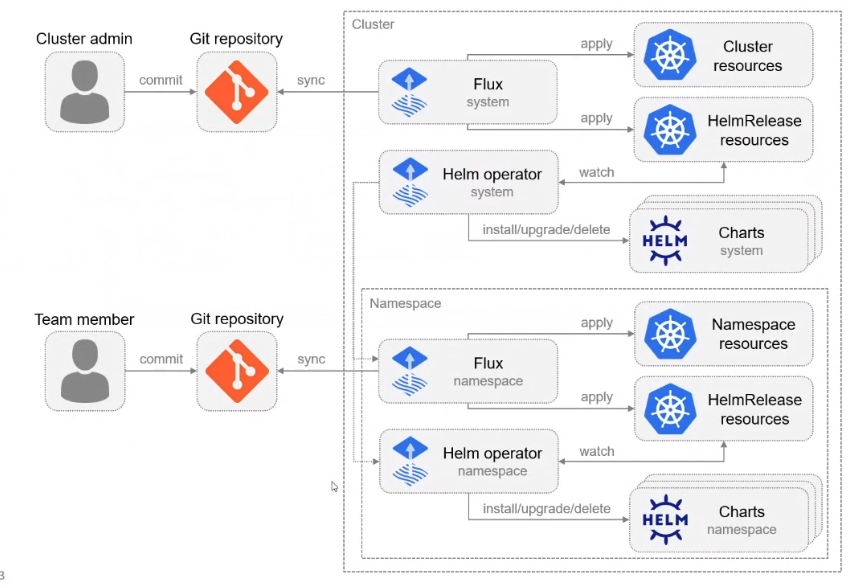 Cluster
Cluster admin
Git repository
commit
sync
Flux
system
apply
Cluster
resources
apply
HelmRelease
resources
Helm operator
system
watch
install/upgrade/delete
HELM
Charts
system
Namespace
Team member
Git repository
commit
sync
Flux
namespace
apply
Namespace
resources
apply
HelmRelease
resources
Helm operator
namespace
watch
install/upgrade/delete
HELM
Charts
namespace
3